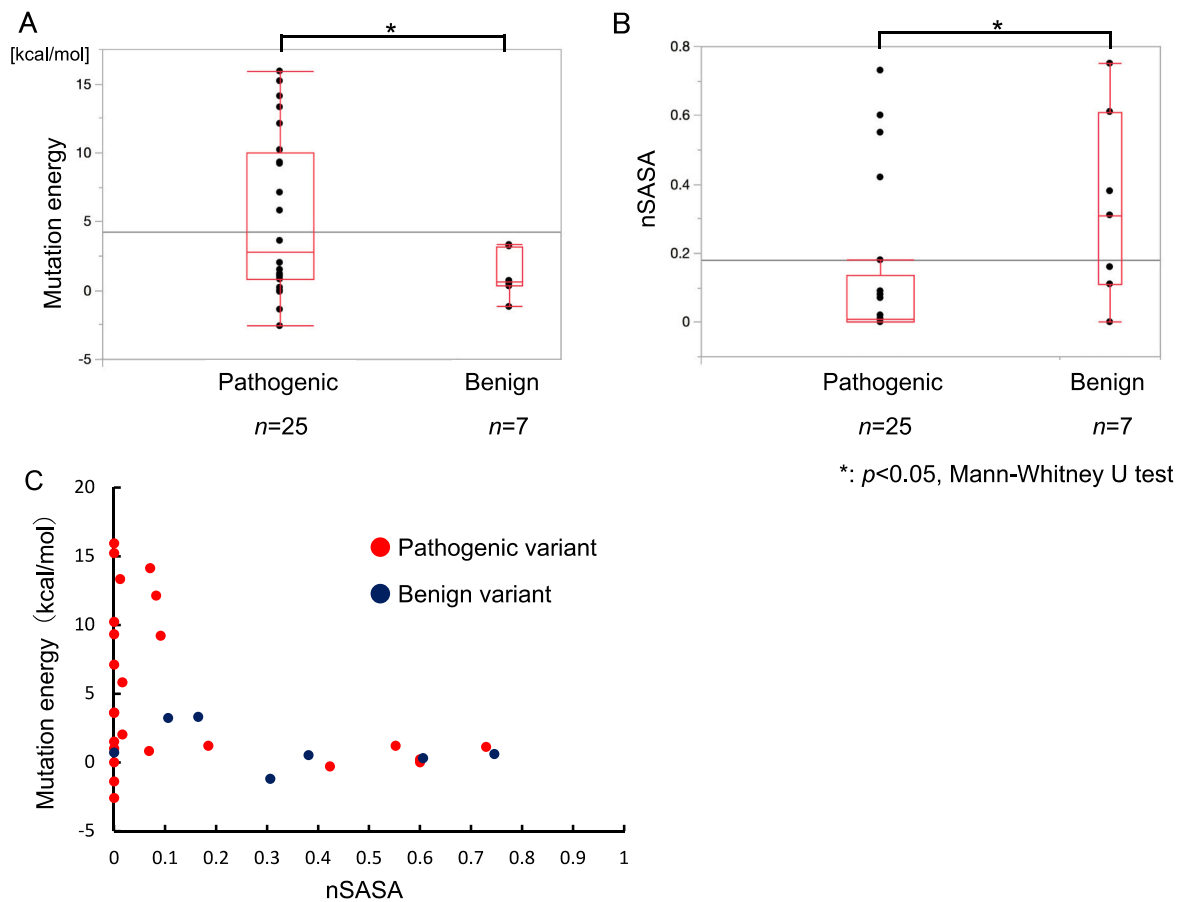 A
*
[kcal/mol]
Mutation energy
15
10
5
0
-5
Pathogenic
Benign
n=25
n=7
B
*
nSASA
0.8
0.6
0.4
0.2
0
Pathogenic
Benign
n=25
n=7
*: p<0.05, Mann-Whitney U test
C
Mutation energy (kcal/mol)
20
15
10
5
0
-5
Pathogenic variant
Benign variant
0 0.1 0.2 0.3 0.4 0.5 0.6 0.7 0.8 0.9 1
nSASA